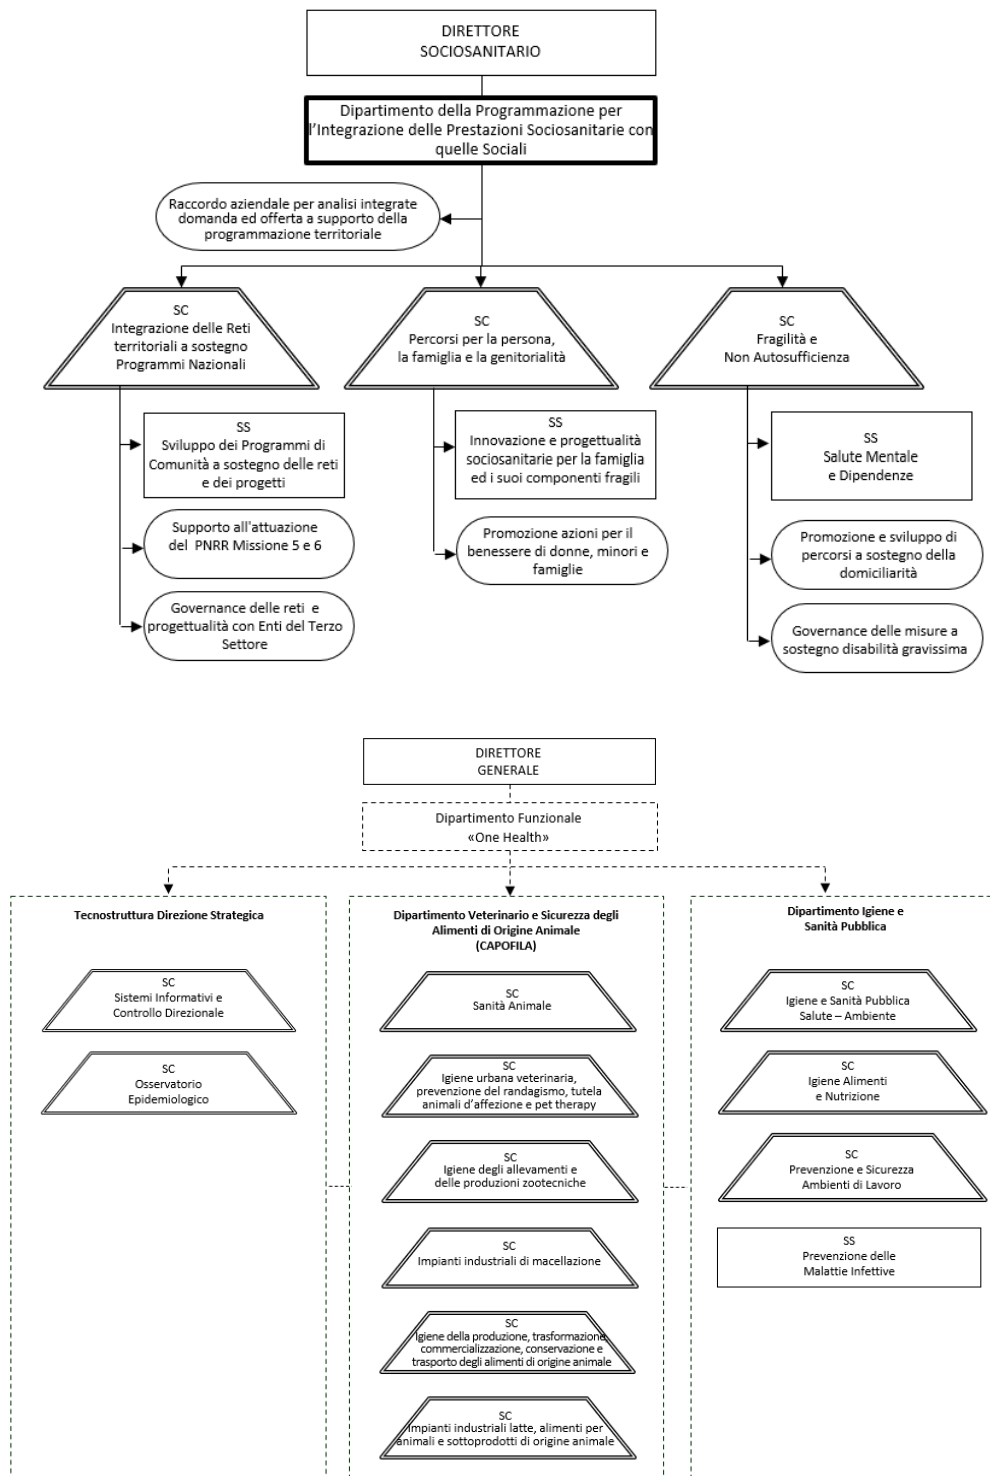 DIRETTORE
SOCIOSANITARIO
Dipartimento della Programmazione per
l'Integrazione delle Prestazioni Sociosanitarie con
quelle Sociali
Raccordo aziendale per analisi integrate
domanda ed offerta a supporto della
programmazione territoriale
SC
Integrazione delle Reti
territoriali a sostegno
Programmi Nazionali
SS
Sviluppo dei Programmi di
Comunità a sostegno delle reti
e dei progetti
Supporto all'attuazione
del PNRR Missione 5 e 6
Governance delle reti e
progettualità con Enti del Terzo
Settore
SC
Percorsi per la persona,
la famiglia e la genitorialità
SS
Innovazione e progettualità
sociosanitarie per la famiglia
ed i suoi componenti fragili
Promozione azioni per il
benessere di donne, minori e
famiglie
SC
Fragilità e
Non Autosufficienza
SS
Salute Mentale
e Dipendenze
Promozione e sviluppo di
percorsi a sostegno della
domiciliarità
Governance delle misure a
sostegno disabilità gravissima
DIRETTORE
GENERALE
Dipartimento Funzionale
«One Health»
Tecnostruttura Direzione Strategica
SC
Sistemi Informativi e
Controllo Direzionale
SC
Osservatorio
Epidemiologico
Dipartimento Veterinario e Sicurezza degli
Alimenti di Origine Animale
(CAPOFILA)
SC
Sanità Animale
SC
Igiene urbana veterinaria,
prevenzione del randagismo, tutela
animali d'affezione e pet therapy
SC
Igiene degli allevamenti e
delle produzioni zootecniche
SC
Impianti industriali di macellazione
SC
Igiene della produzione, trasformazione,
commercializzazione, conservazione e
trasporto degli alimenti di origine animale
SC
Impianti industriali latte, alimenti per
animali e sottoprodotti di origine animale
Dipartimento Igiene e
Sanità Pubblica
SC
Igiene e Sanità Pubblica
Salute – Ambiente
SC
Igiene Alimenti
e Nutrizione
SC
Prevenzione e Sicurezza
Ambienti di Lavoro
SS
Prevenzione delle
Malattie Infettive